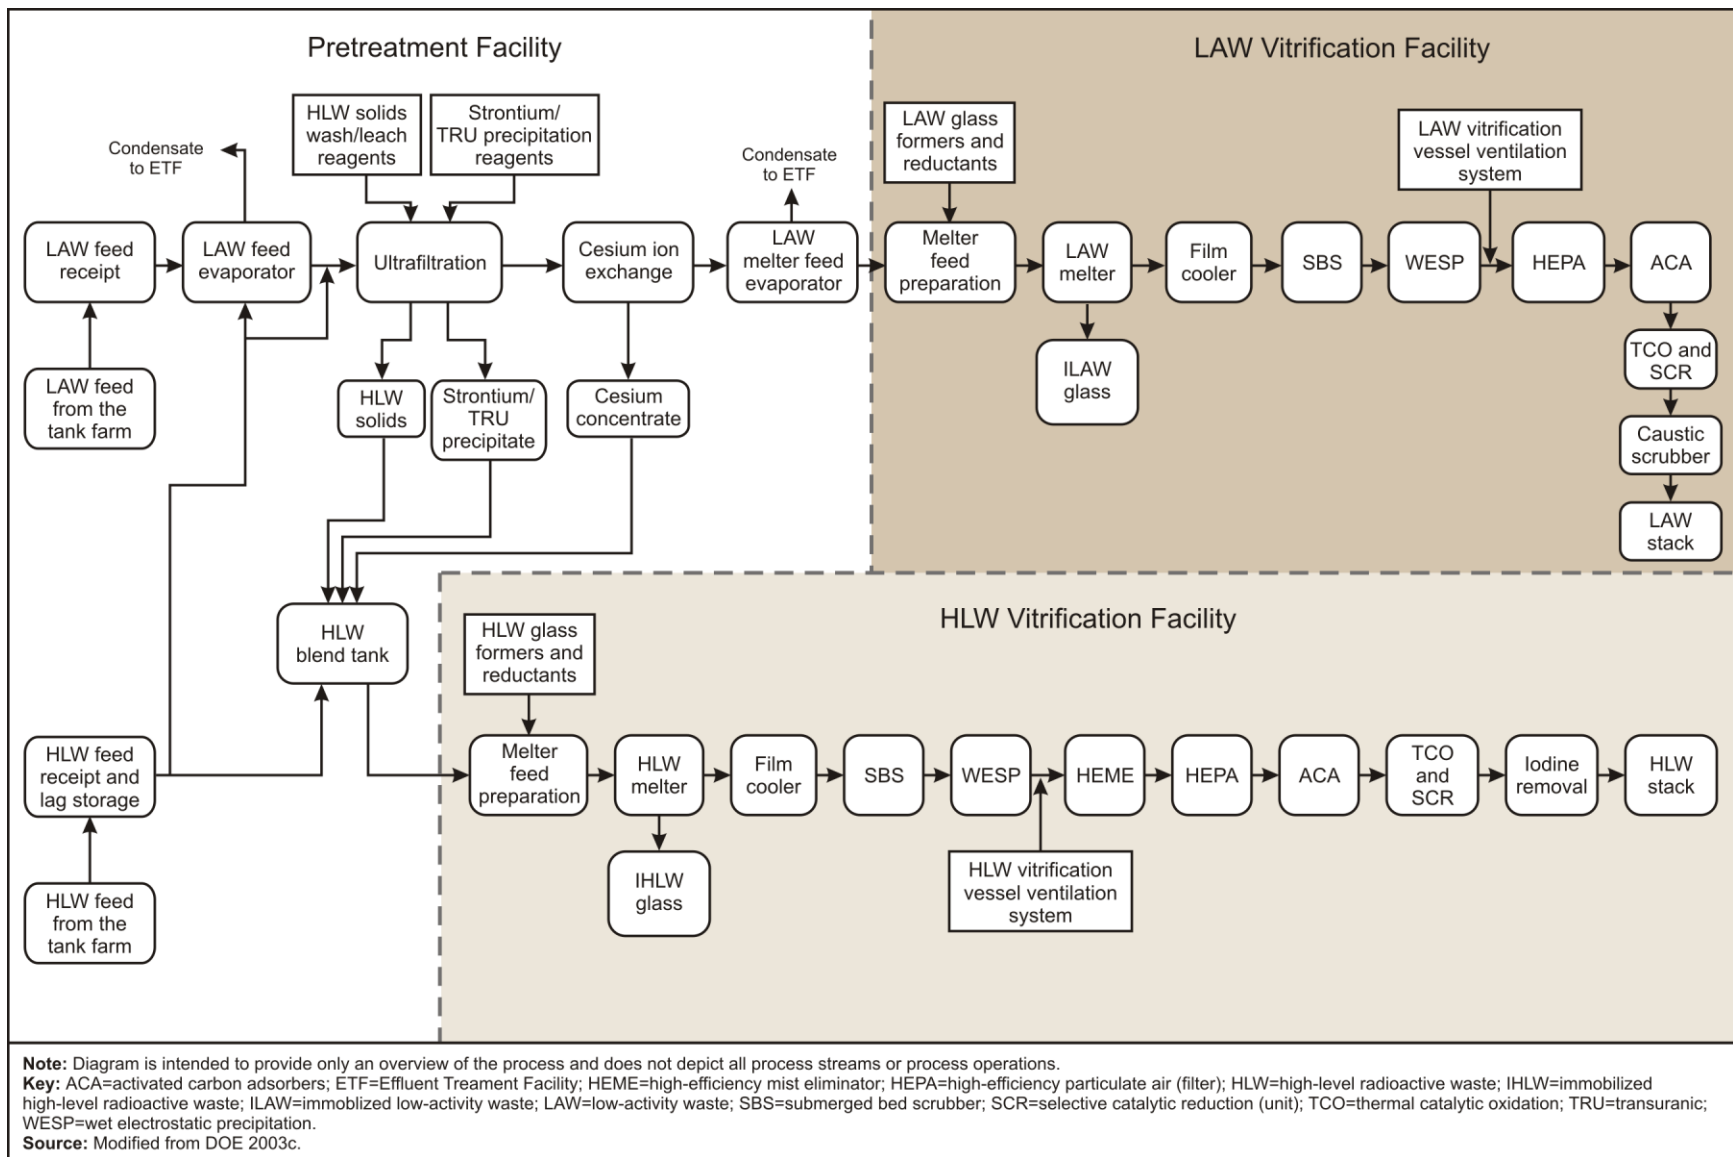 Pretreatment Facility
LAW Vitrification Facility
HLW solids
wash/leach
reagents
Strontium/
TRU precipitation
reagents
Condensate
to ETF
Condensate
to ETF
LAW glass
formers and
reductants
LAW vitrification
vessel ventilation
system
LAW feed
receipt
LAW feed
evaporator
Ultrafiltration
Cesium ion
exchange
LAW
melter feed
evaporator
Melter
feed
preparation
LAW
melter
Film
cooler
SBS
WESP
HEPA
ACA
LAW feed
from the
tank farm
HLW
solids
Strontium/
TRU
precipitate
Cesium
concentrate
ILAW
glass
TCO and
SCR
Caustic
scrubber
LAW
stack
HLW
blend tank
HLW Vitrification Facility
HLW glass
formers and
reductants
HLW feed
receipt and
lag storage
Melter
feed
preparation
HLW
melter
Film
cooler
SBS
WESP
HEME
HEPA
ACA
TCO
and
SCR
Iodine
removal
HLW
stack
HLW feed
from the
tank farm
IHLW
glass
HLW vitrification
vessel ventilation
system
Note: Diagram is intended to provide only an overview of the process and does not depict all process streams or process operations.
Key: ACA=activated carbon adsorbers; ETF=Effluent Treament Facility; HEME=high-efficiency mist eliminator; HEPA=high-efficiency particulate air (filter); HLW=high-level radioactive waste; IHLW=immobilized
high-level radioactive waste; ILAW=immoblized low-activity waste; LAW=low-activity waste; SBS=submerged bed scrubber; SCR=selective catalytic reduction (unit); TCO=thermal catalytic oxidation; TRU=transuranic;
WESP=wet electrostatic precipitation.
Source: Modified from DOE 2003c.